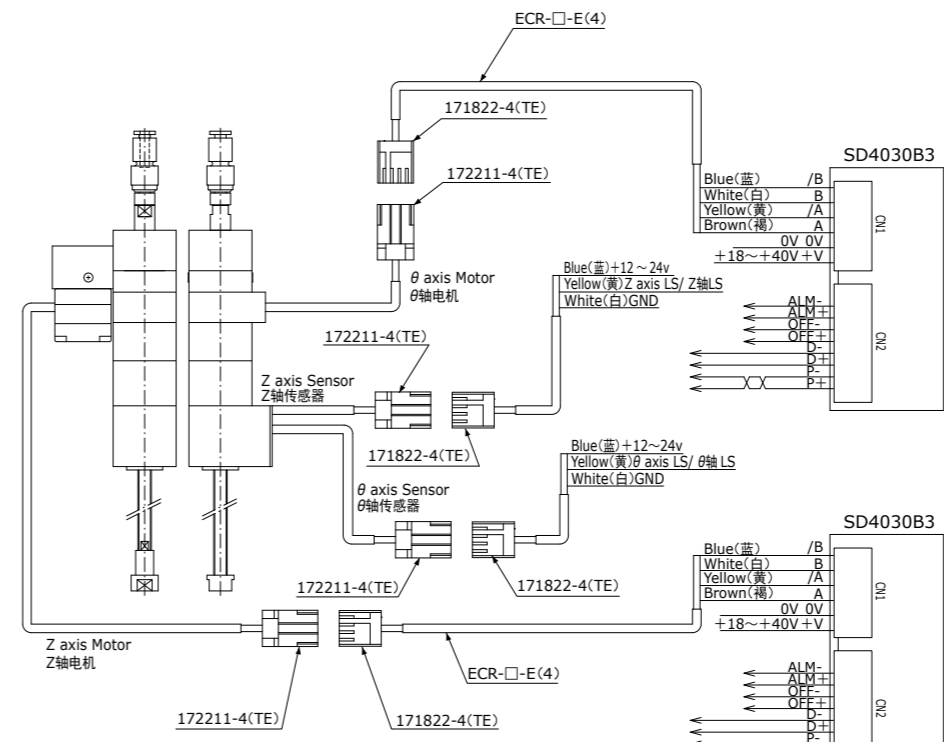 ECR-□-E(4)
171822-4(TE)
172211-4(TE)
SD4030B3
Blue(蓝) /B
White(白) B
Yellow(黄) /A
Brown(褐) A
0V 0V
+18～+40V +V
CN1
θ axis Motor
θ轴电机
Blue(蓝)+12～24v
Yellow(黄)Z axis LS/ Z轴LS
White(白)GND
ALM-
ALM+
OFF-
OFF+
D-
D+
P-
P+
CN2
172211-4(TE)
Z axis Sensor
Z轴传感器
171822-4(TE)
Blue(蓝)+12～24v
Yellow(黄)θ axis LS/ θ轴 LS
White(白)GND
θ axis Sensor
θ轴传感器
172211-4(TE)
171822-4(TE)
SD4030B3
Blue(蓝) /B
White(白) B
Yellow(黄) /A
Brown(褐) A
0V 0V
+18～+40V +V
CN1
Z axis Motor
Z轴电机
ECR-□-E(4)
172211-4(TE)
171822-4(TE)
ALM-
ALM+
OFF-
OFF+
D-
D+
P-
CN2